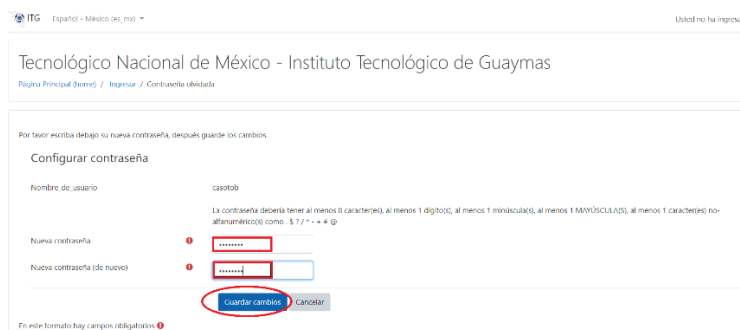 ITG Español - México (es_mx) Usted no ha ingresa
Tecnológico Nacional de México - Instituto Tecnológico de Guaymas
Página Principal (home) / Ingresar / Contraseña olvidada
Por favor escriba debajo su nueva contraseña, después guarde los cambios.
Configurar contraseña
Nombre_de_usuario casotob
La contraseña debería tener al menos 8 caracter(es), al menos 1 dígito(s), al menos 1 minúscula(s), al menos 1 MAYÚSCULA(S), al menos 1 caracter(es) no-
alfanumérico(s) como . $ ? / * - + # @
Nueva contraseña ••••••••
Nueva contraseña (de nuevo) ••••••••
Guardar cambios Cancelar
En este formato hay campos obligatorios